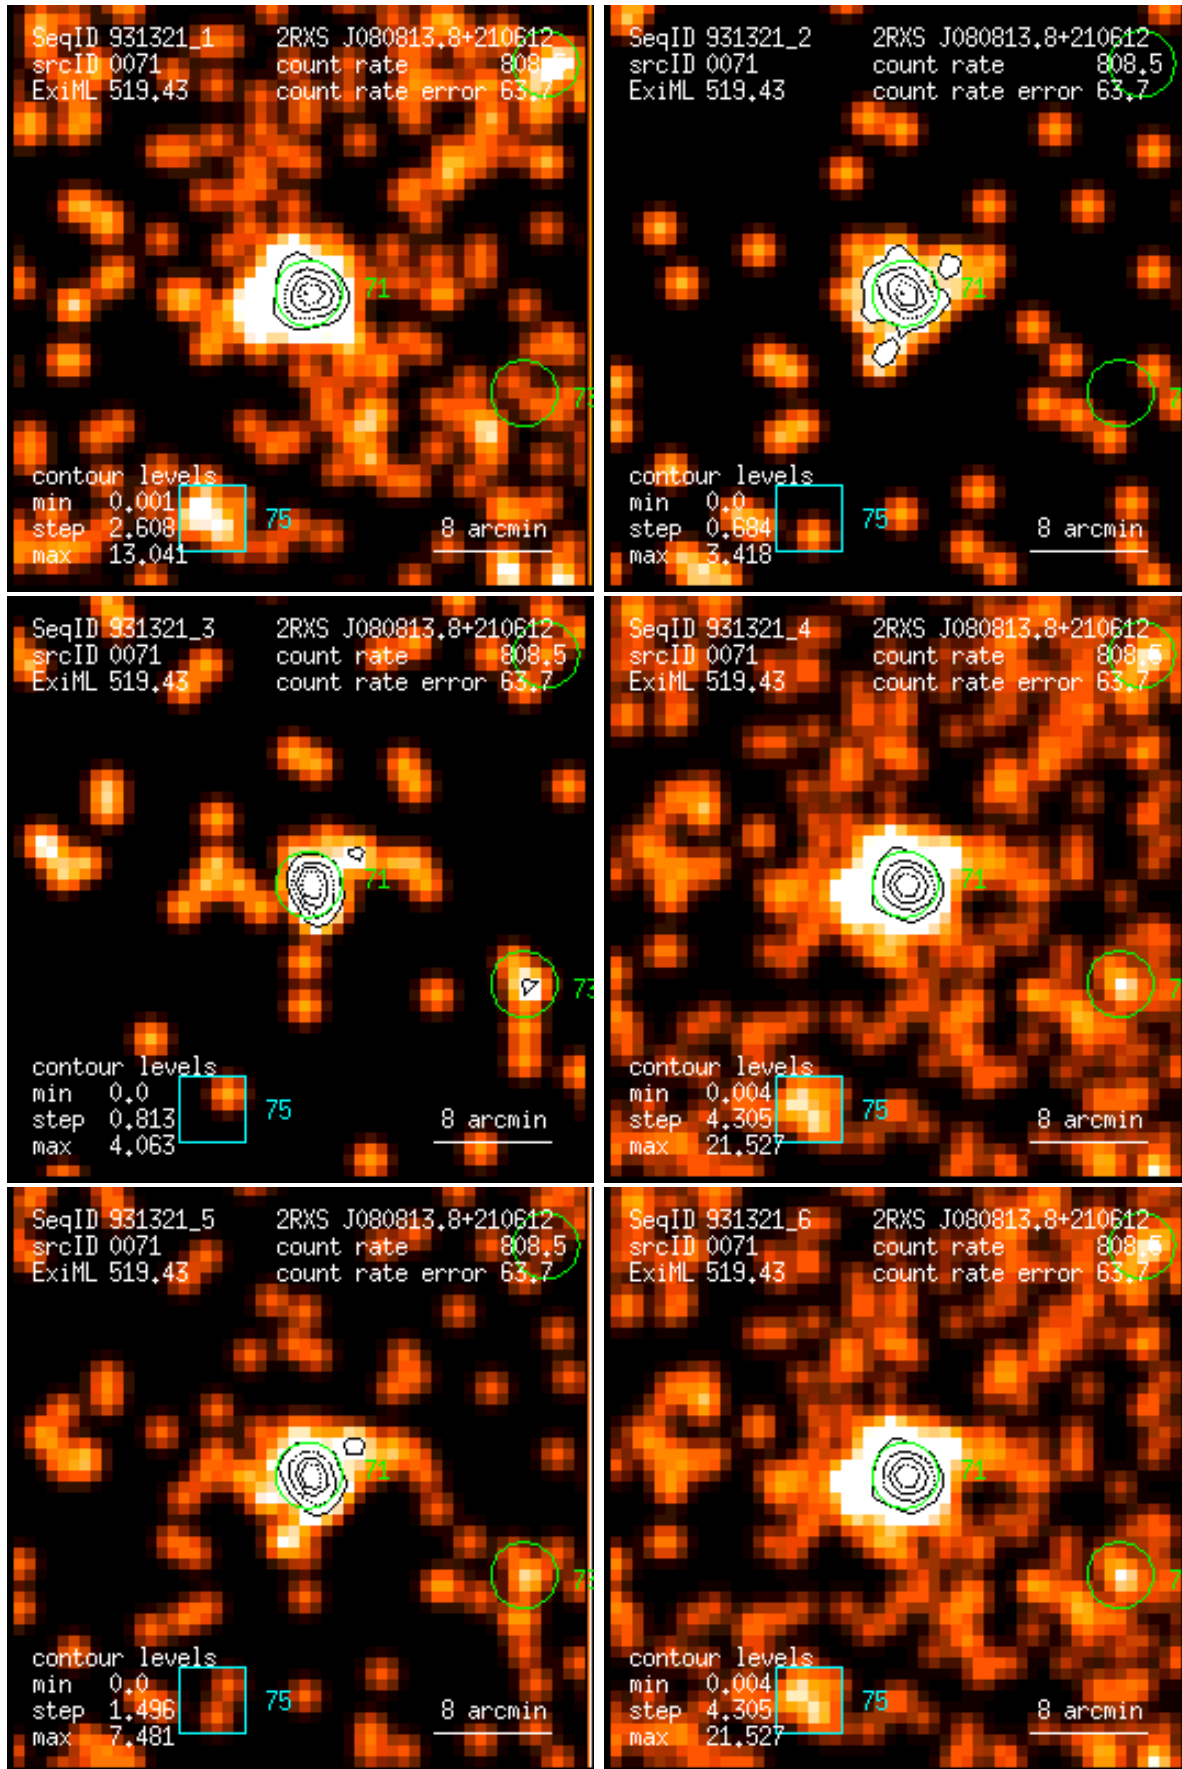 SeqID 931321_1 2RXS J080813.8+210612
srcID 0071 count rate 808.5
ExiML 519.43 count rate error 63.7
71
73
contour levels
min 0.001
step 2.608 75 8 arcmin
max 13.041
SeqID 931321_2 2RXS J080813.8+210612
srcID 0071 count rate 808.5
ExiML 519.43 count rate error 63.7
71
7
contour levels
min 0.0
step 0.684 75 8 arcmin
max 3.418
SeqID 931321_3 2RXS J080813.8+210612
srcID 0071 count rate 808.5
ExiML 519.43 count rate error 63.7
71
73
contour levels
min 0.0
step 0.813 75 8 arcmin
max 4.063
SeqID 931321_4 2RXS J080813.8+210612
srcID 0071 count rate 808.5
ExiML 519.43 count rate error 63.7
71
7
contour levels
min 0.004
step 4.305 75 8 arcmin
max 21.527
SeqID 931321_5 2RXS J080813.8+210612
srcID 0071 count rate 808.5
ExiML 519.43 count rate error 63.7
71
73
contour levels
min 0.0
step 1.496 75 8 arcmin
max 7.481
SeqID 931321_6 2RXS J080813.8+210612
srcID 0071 count rate 808.5
ExiML 519.43 count rate error 63.7
71
7
contour levels
min 0.004
step 4.305 75 8 arcmin
max 21.527